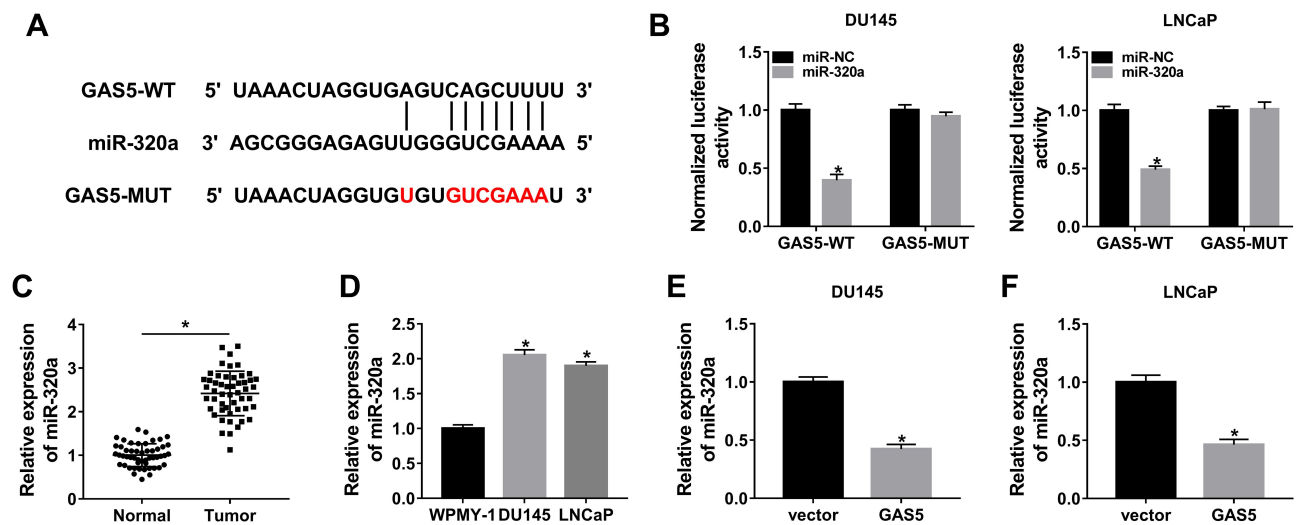 A
GAS5-WT 5' UAAACUAGGUGAGUCAGCUUUU 3'
miR-320a 3' AGCGGGAGAGUUGGGUCGAAAA 5'
GAS5-MUT 5' UAAACUAGGUGUGUGUCGAAAU 3'
B
DU145
Normalized luciferase
activity
1.5
1.0
0.5
0.0
miR-NC
miR-320a
*
GAS5-WT
GAS5-MUT
LNCaP
Normalized luciferase
activity
1.5
1.0
0.5
0.0
miR-NC
miR-320a
*
GAS5-WT
GAS5-MUT
C
Relative expression
of miR-320a
4
3
2
1
0
*
Normal
Tumor
D
Relative expression
of miR-320a
2.5
2.0
1.5
1.0
0.5
0.0
*
*
WPMY-1
DU145
LNCaP
E
DU145
Relative expression
of miR-320a
1.5
1.0
0.5
0.0
*
vector
GAS5
F
LNCaP
Relative expression
of miR-320a
1.5
1.0
0.5
0.0
*
vector
GAS5